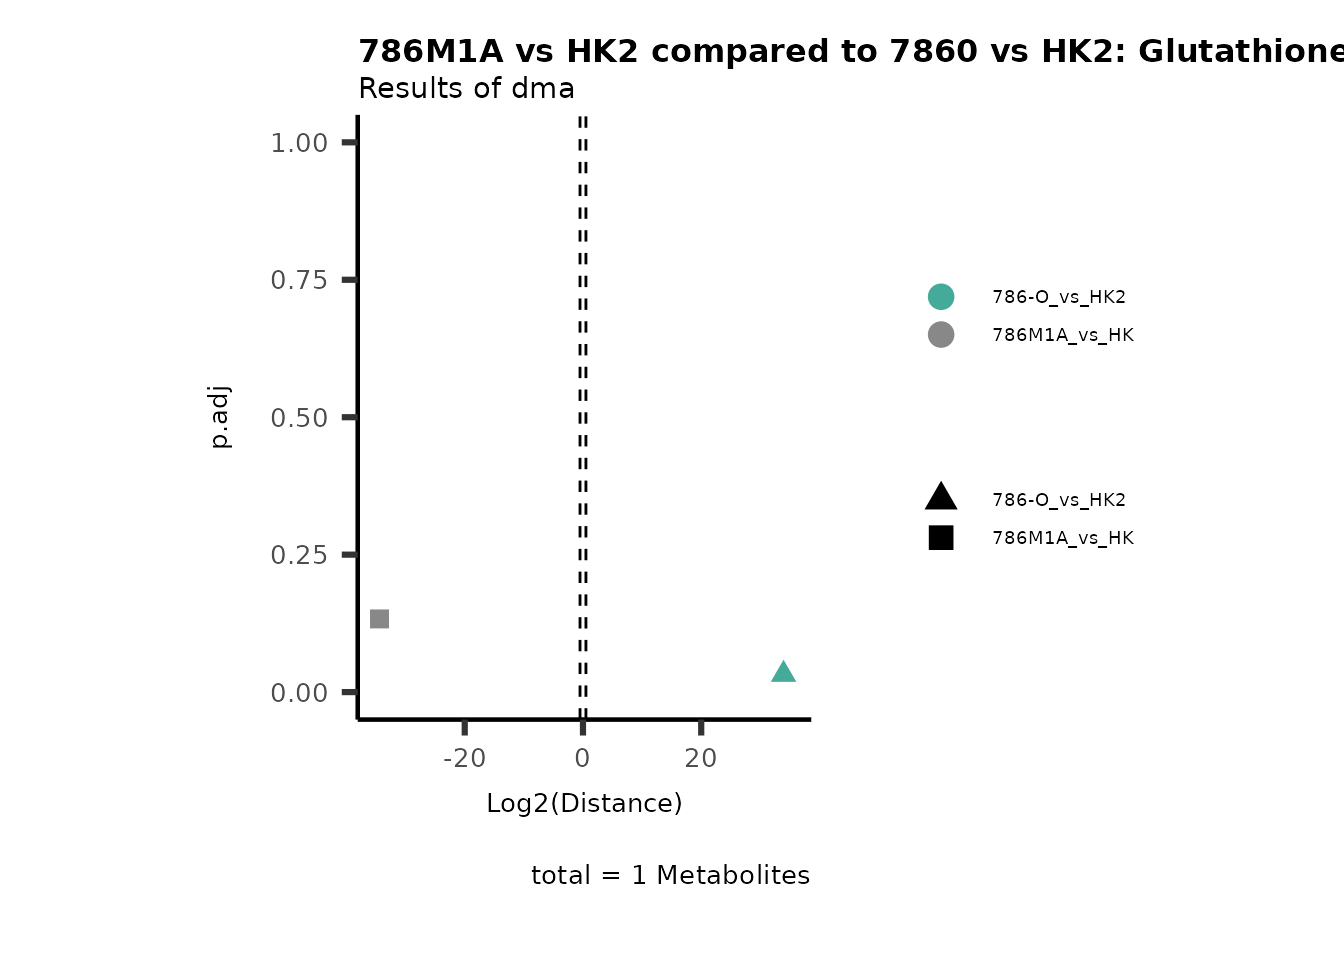 786M1A vs HK2 compared to 7860 vs HK2: Glutathione
Results of dma
1.00
0.75
0.50
0.25
0.00
p.adj
-20 0 20
Log2(Distance)
total = 1 Metabolites
786-O_vs_HK2
786M1A_vs_HK
786-O_vs_HK2
786M1A_vs_HK